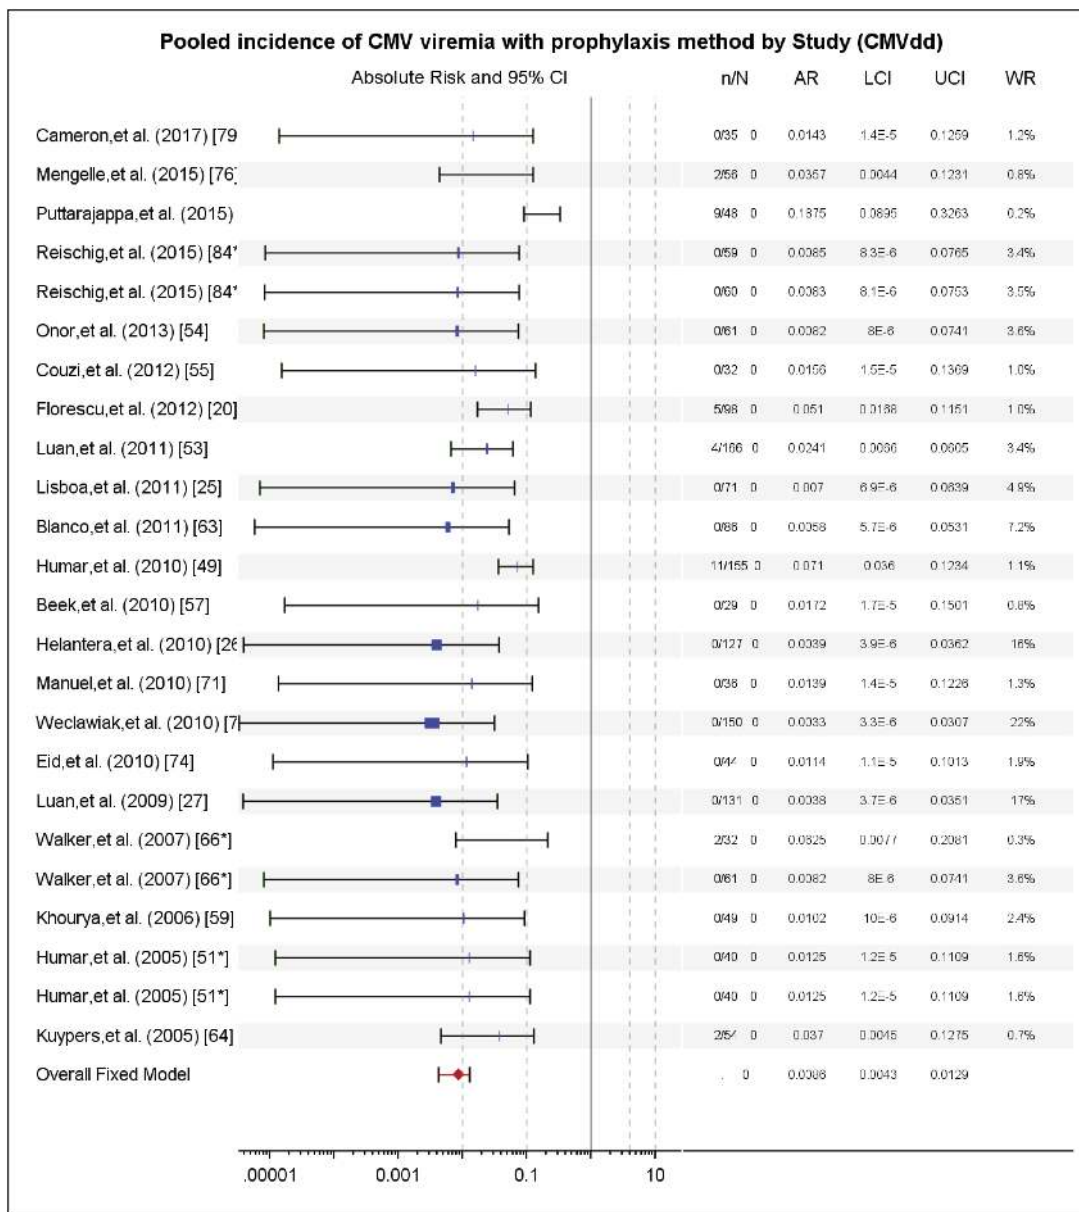 Pooled incidence of CMV viremia with prophylaxis method by Study (CMVdd)
Absolute Risk and 95% CI n/N AR LCI UCI WR
Cameron,et al. (2017) [79 0/35 0 0.0143 1.4E-5 0.1259 1.2%
Mengelle,et al. (2015) [76] 2/56 0 0.0357 0.0044 0.1231 0.8%
Puttarajappa,et al. (2015) 9/48 0 0.1875 0.0895 0.3263 0.2%
Reischig,et al. (2015) [84* 0/59 0 0.0085 8.3E-6 0.0765 3.4%
Reischig,et al. (2015) [84* 0/60 0 0.0083 8.1E-6 0.0753 3.5%
Onor,et al. (2013) [54] 0/61 0 0.0082 8E-6 0.0741 3.6%
Couzi,et al. (2012) [55] 0/32 0 0.0156 1.5E-5 0.1369 1.0%
Florescu,et al. (2012) [20] 5/98 0 0.051 0.0168 0.1151 1.0%
Luan,et al. (2011) [53] 4/166 0 0.0241 0.0066 0.0605 3.4%
Lisboa,et al. (2011) [25] 0/71 0 0.007 6.9E-6 0.0639 4.9%
Blanco,et al. (2011) [63] 0/86 0 0.0058 5.7E-6 0.0531 7.2%
Humar,et al. (2010) [49] 11/155 0 0.071 0.036 0.1234 1.1%
Beek,et al. (2010) [57] 0/29 0 0.0172 1.7E-5 0.1501 0.8%
Helantera,et al. (2010) [26 0/127 0 0.0039 3.9E-6 0.0362 16%
Manuel,et al. (2010) [71] 0/36 0 0.0139 1.4E-5 0.1226 1.3%
Weclawiak,et al. (2010) [7 0/150 0 0.0033 3.3E-6 0.0307 22%
Eid,et al. (2010) [74] 0/44 0 0.0114 1.1E-5 0.1013 1.9%
Luan,et al. (2009) [27] 0/131 0 0.0038 3.7E-6 0.0351 17%
Walker,et al. (2007) [66*] 2/32 0 0.0625 0.0077 0.2081 0.3%
Walker,et al. (2007) [66*] 0/61 0 0.0082 8E-6 0.0741 3.6%
Khourya,et al. (2006) [59] 0/49 0 0.0102 10E-6 0.0914 2.4%
Humar,et al. (2005) [51*] 0/40 0 0.0125 1.2E-5 0.1109 1.6%
Humar,et al. (2005) [51*] 0/40 0 0.0125 1.2E-5 0.1109 1.6%
Kuypers,et al. (2005) [64] 2/54 0 0.037 0.0045 0.1275 0.7%
Overall Fixed Model . 0 0.0086 0.0043 0.0129
.00001 0.001 0.1 10